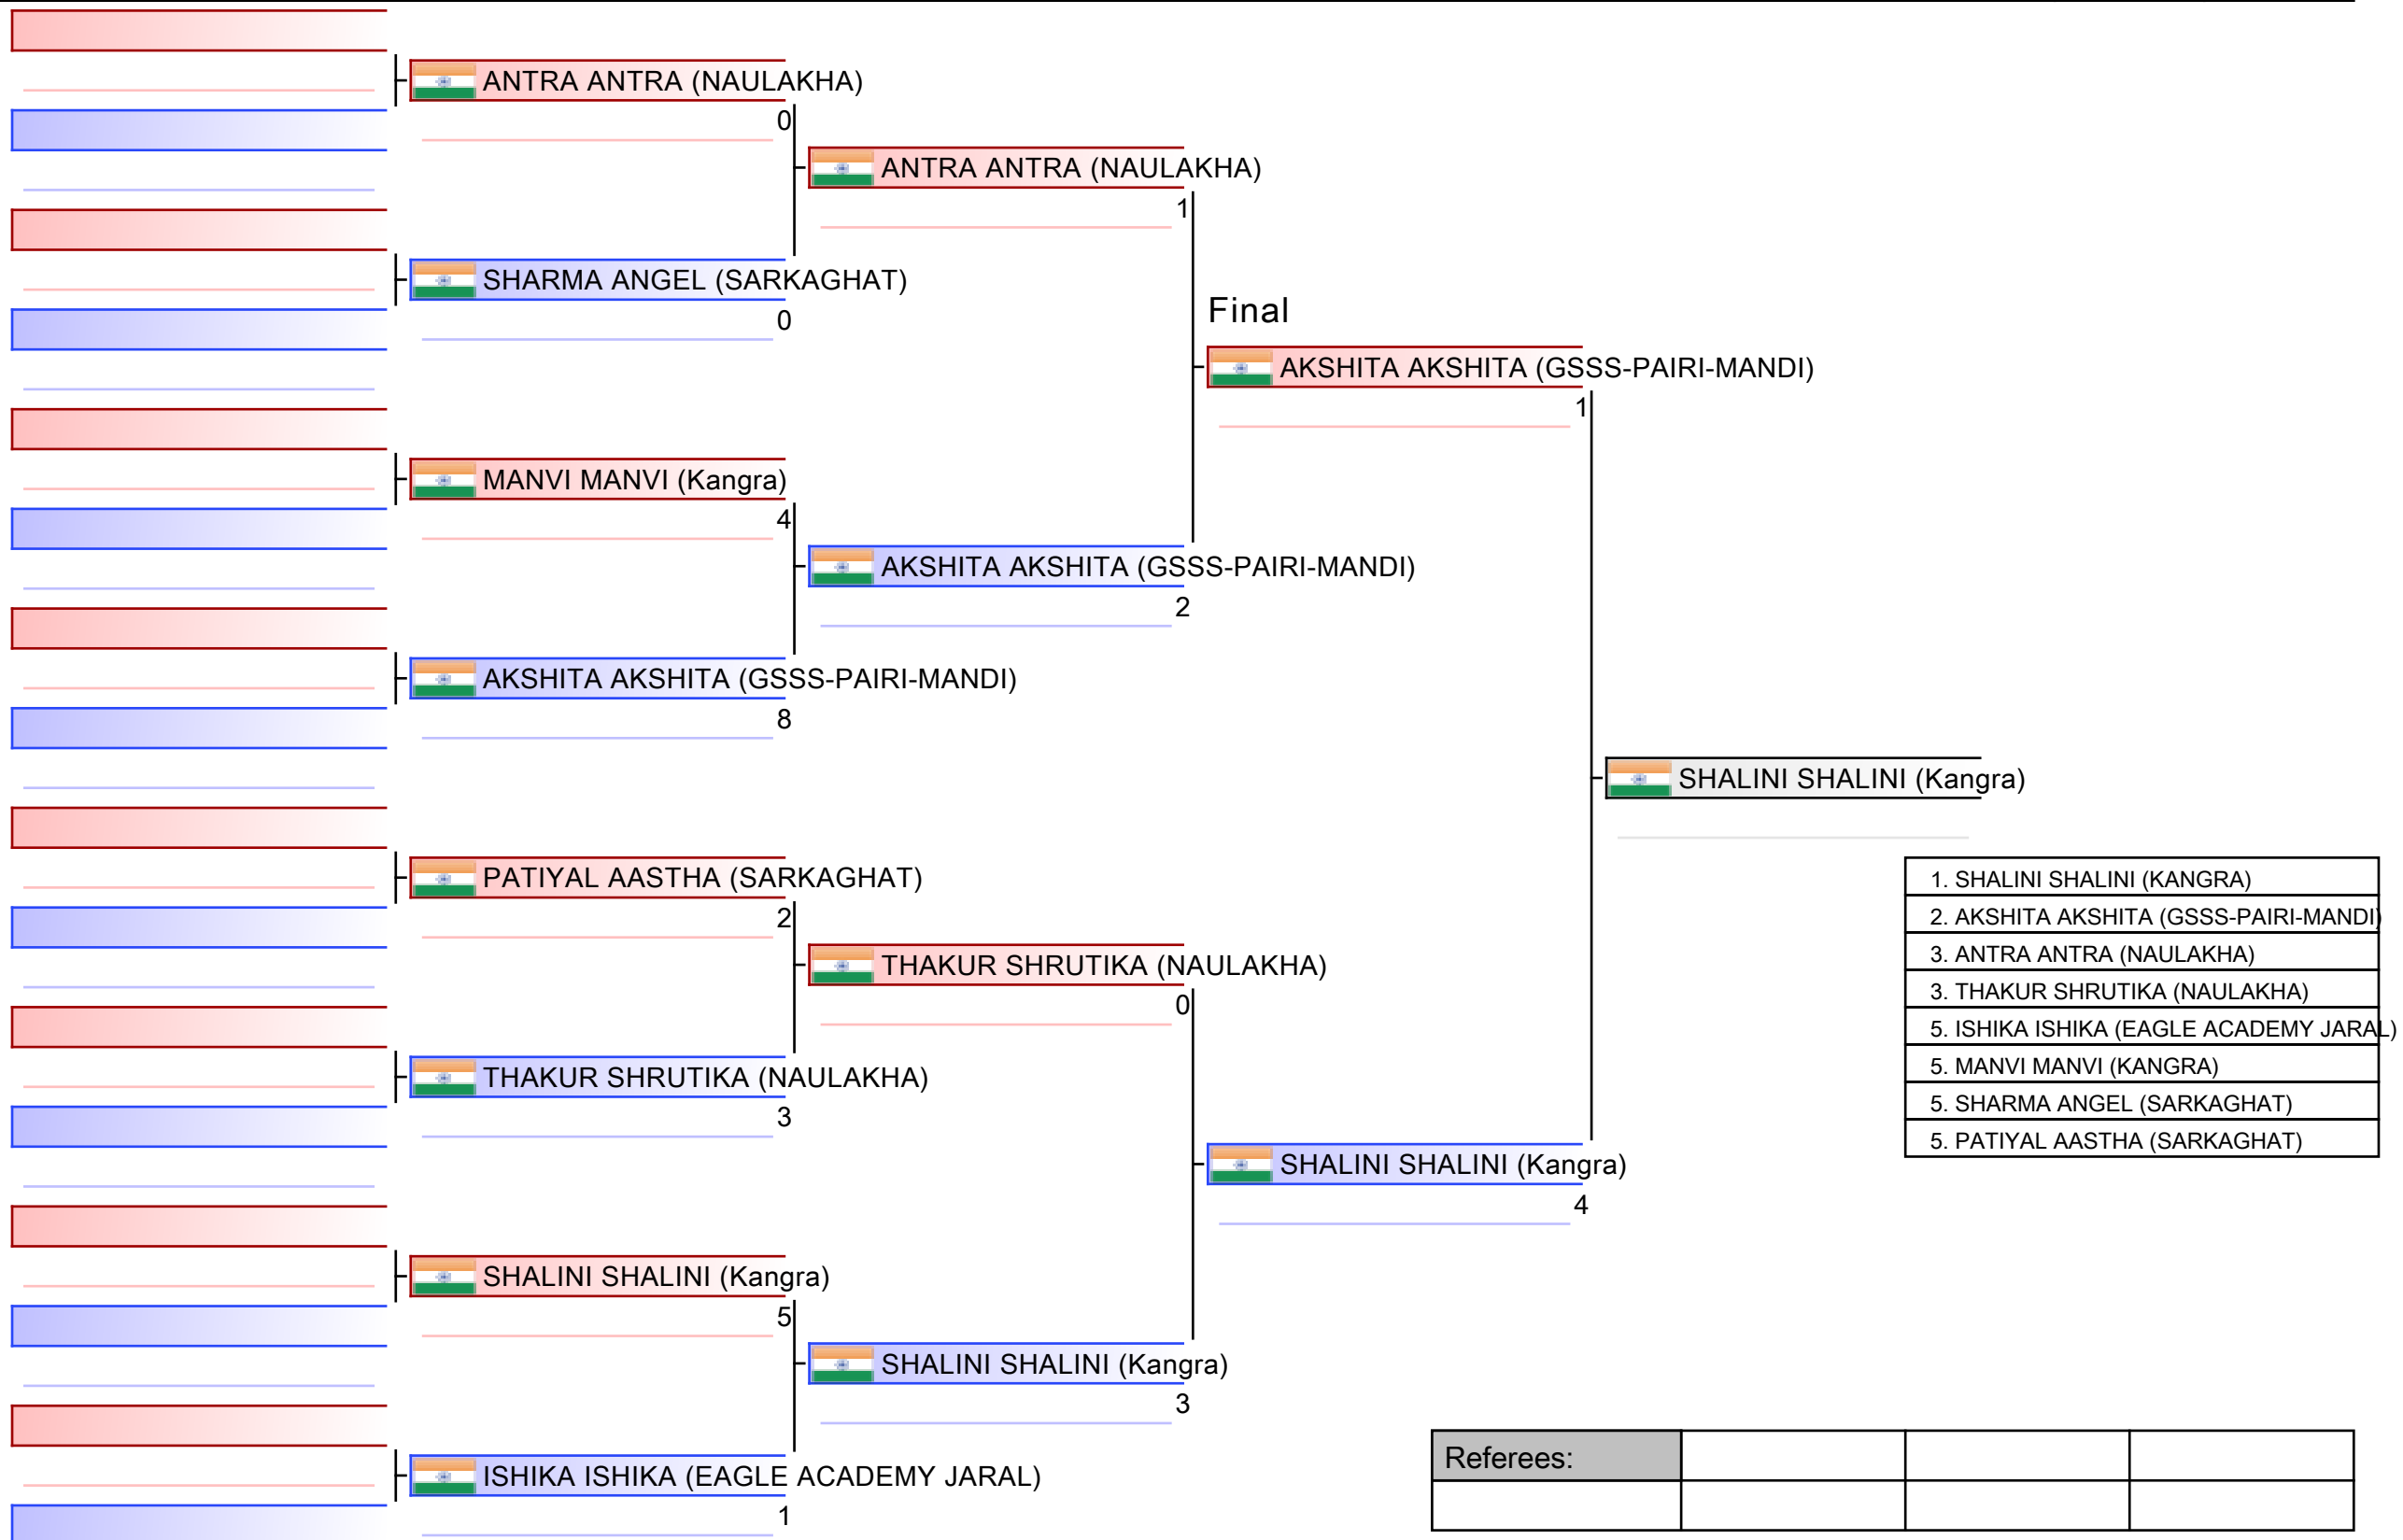 ANTRA ANTRA (NAULAKHA)
0
SHARMA ANGEL (SARKAGHAT)
0
MANVI MANVI (Kangra)
4
AKSHITA AKSHITA (GSSS-PAIRI-MANDI)
8
PATIYAL AASTHA (SARKAGHAT)
2
THAKUR SHRUTIKA (NAULAKHA)
3
SHALINI SHALINI (Kangra)
5
ISHIKA ISHIKA (EAGLE ACADEMY JARAL)
1
ANTRA ANTRA (NAULAKHA)
1
AKSHITA AKSHITA (GSSS-PAIRI-MANDI)
2
THAKUR SHRUTIKA (NAULAKHA)
0
SHALINI SHALINI (Kangra)
3
Final
AKSHITA AKSHITA (GSSS-PAIRI-MANDI)
1
SHALINI SHALINI (Kangra)
4
SHALINI SHALINI (Kangra)
1. SHALINI SHALINI (KANGRA)
2. AKSHITA AKSHITA (GSSS-PAIRI-MANDI)
3. ANTRA ANTRA (NAULAKHA)
3. THAKUR SHRUTIKA (NAULAKHA)
5. ISHIKA ISHIKA (EAGLE ACADEMY JARAL)
5. MANVI MANVI (KANGRA)
5. SHARMA ANGEL (SARKAGHAT)
5. PATIYAL AASTHA (SARKAGHAT)
Referees: